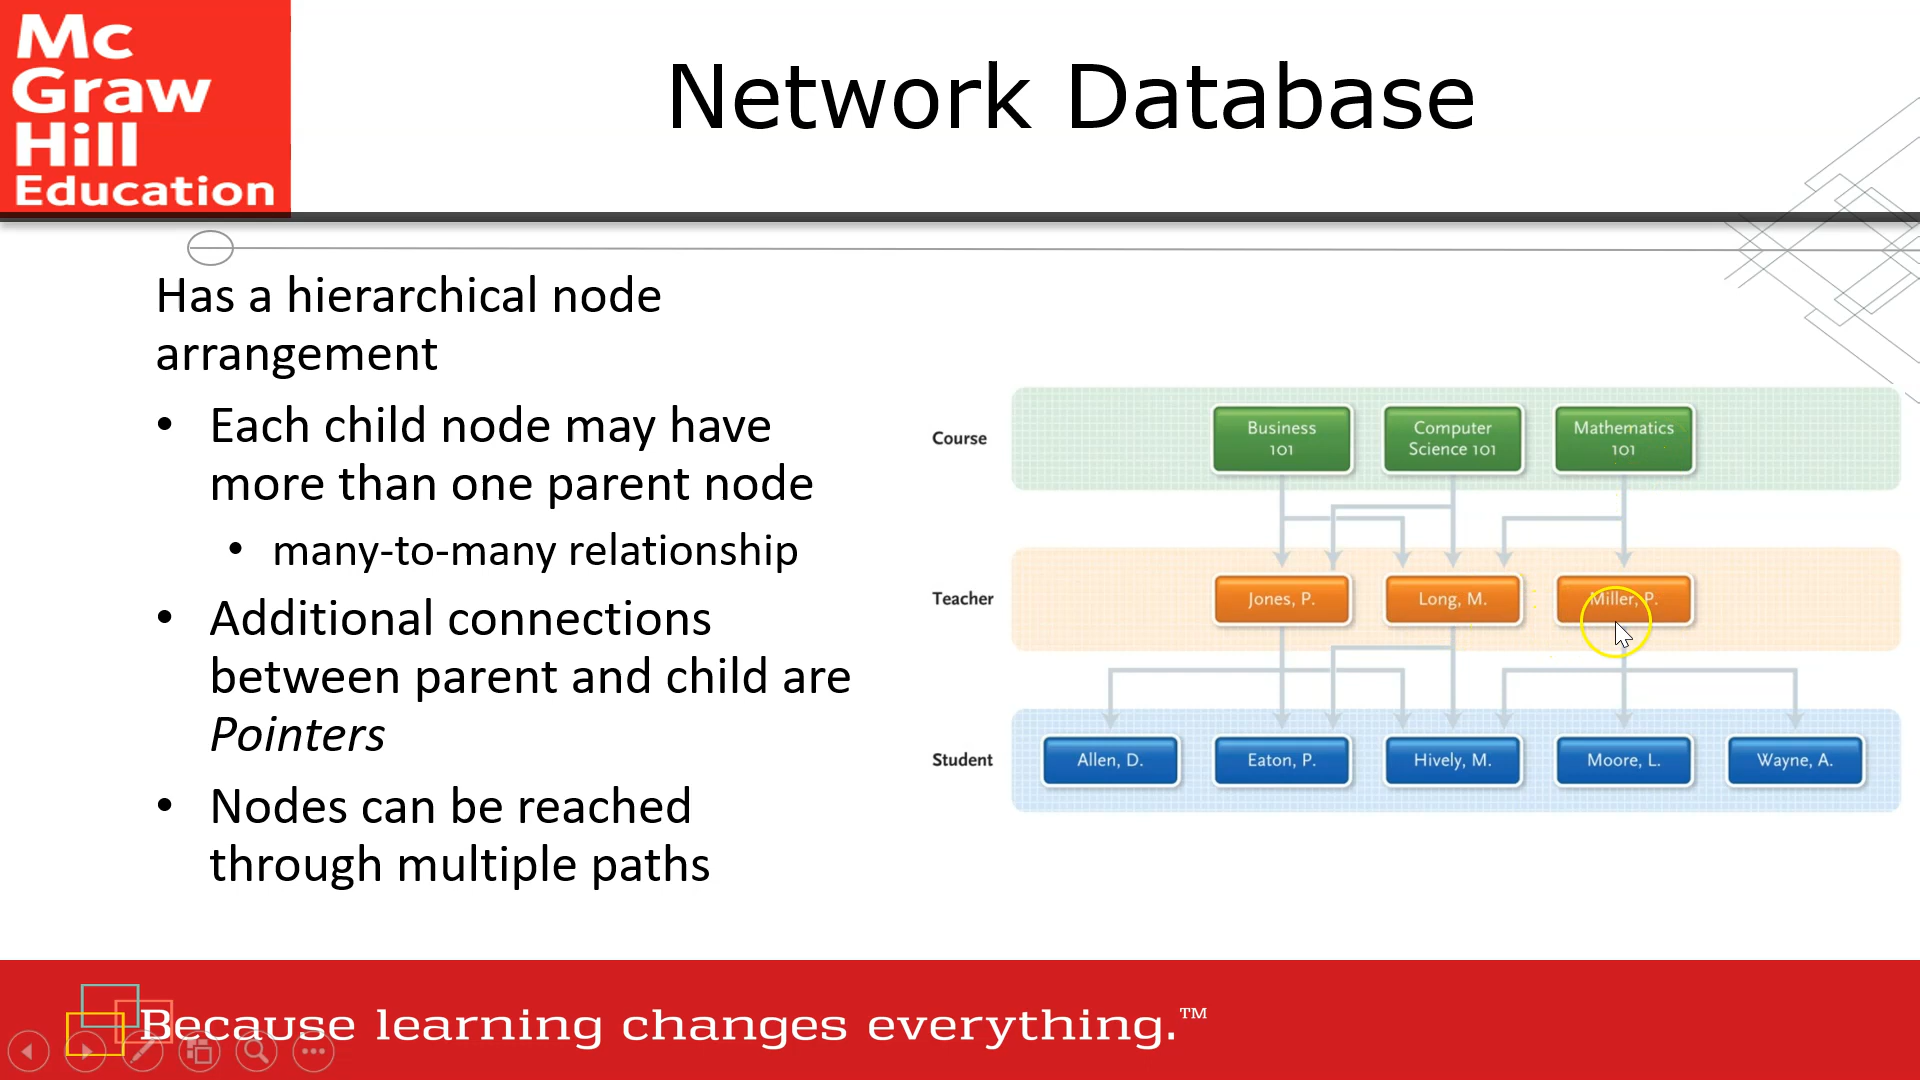 Mc
Graw
Hill
Education
Network Database
Has a hierarchical node
arrangement
• Each child node may have
more than one parent node
• many-to-many relationship
• Additional connections
between parent and child are
Pointers
• Nodes can be reached
through multiple paths
Course
Business
101
Computer
Science 101
Mathematics
101
Teacher
Jones, P.
Long, M.
Miller, P.
Student
Allen, D.
Eaton, P.
Hively, M.
Moore, L.
Wayne, A.
Because learning changes everything.™